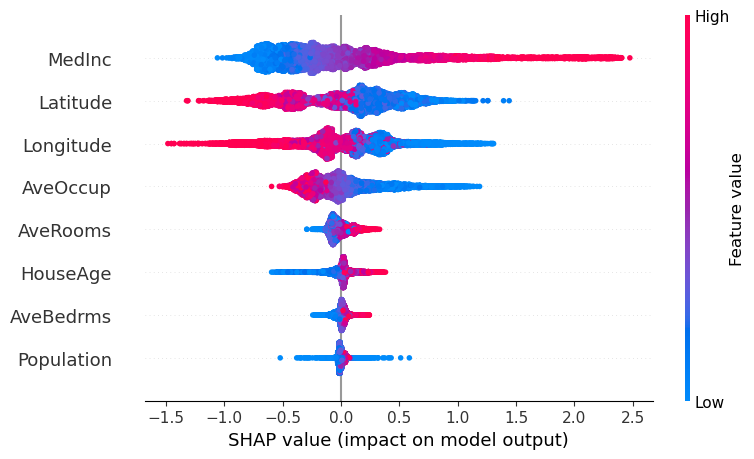 High
MedInc
Latitude
Longitude
AveOccup
AveRooms
HouseAge
AveBedrms
Population
Feature value
Low
−1.5 −1.0 −0.5 0.0 0.5 1.0 1.5 2.0 2.5
SHAP value (impact on model output)